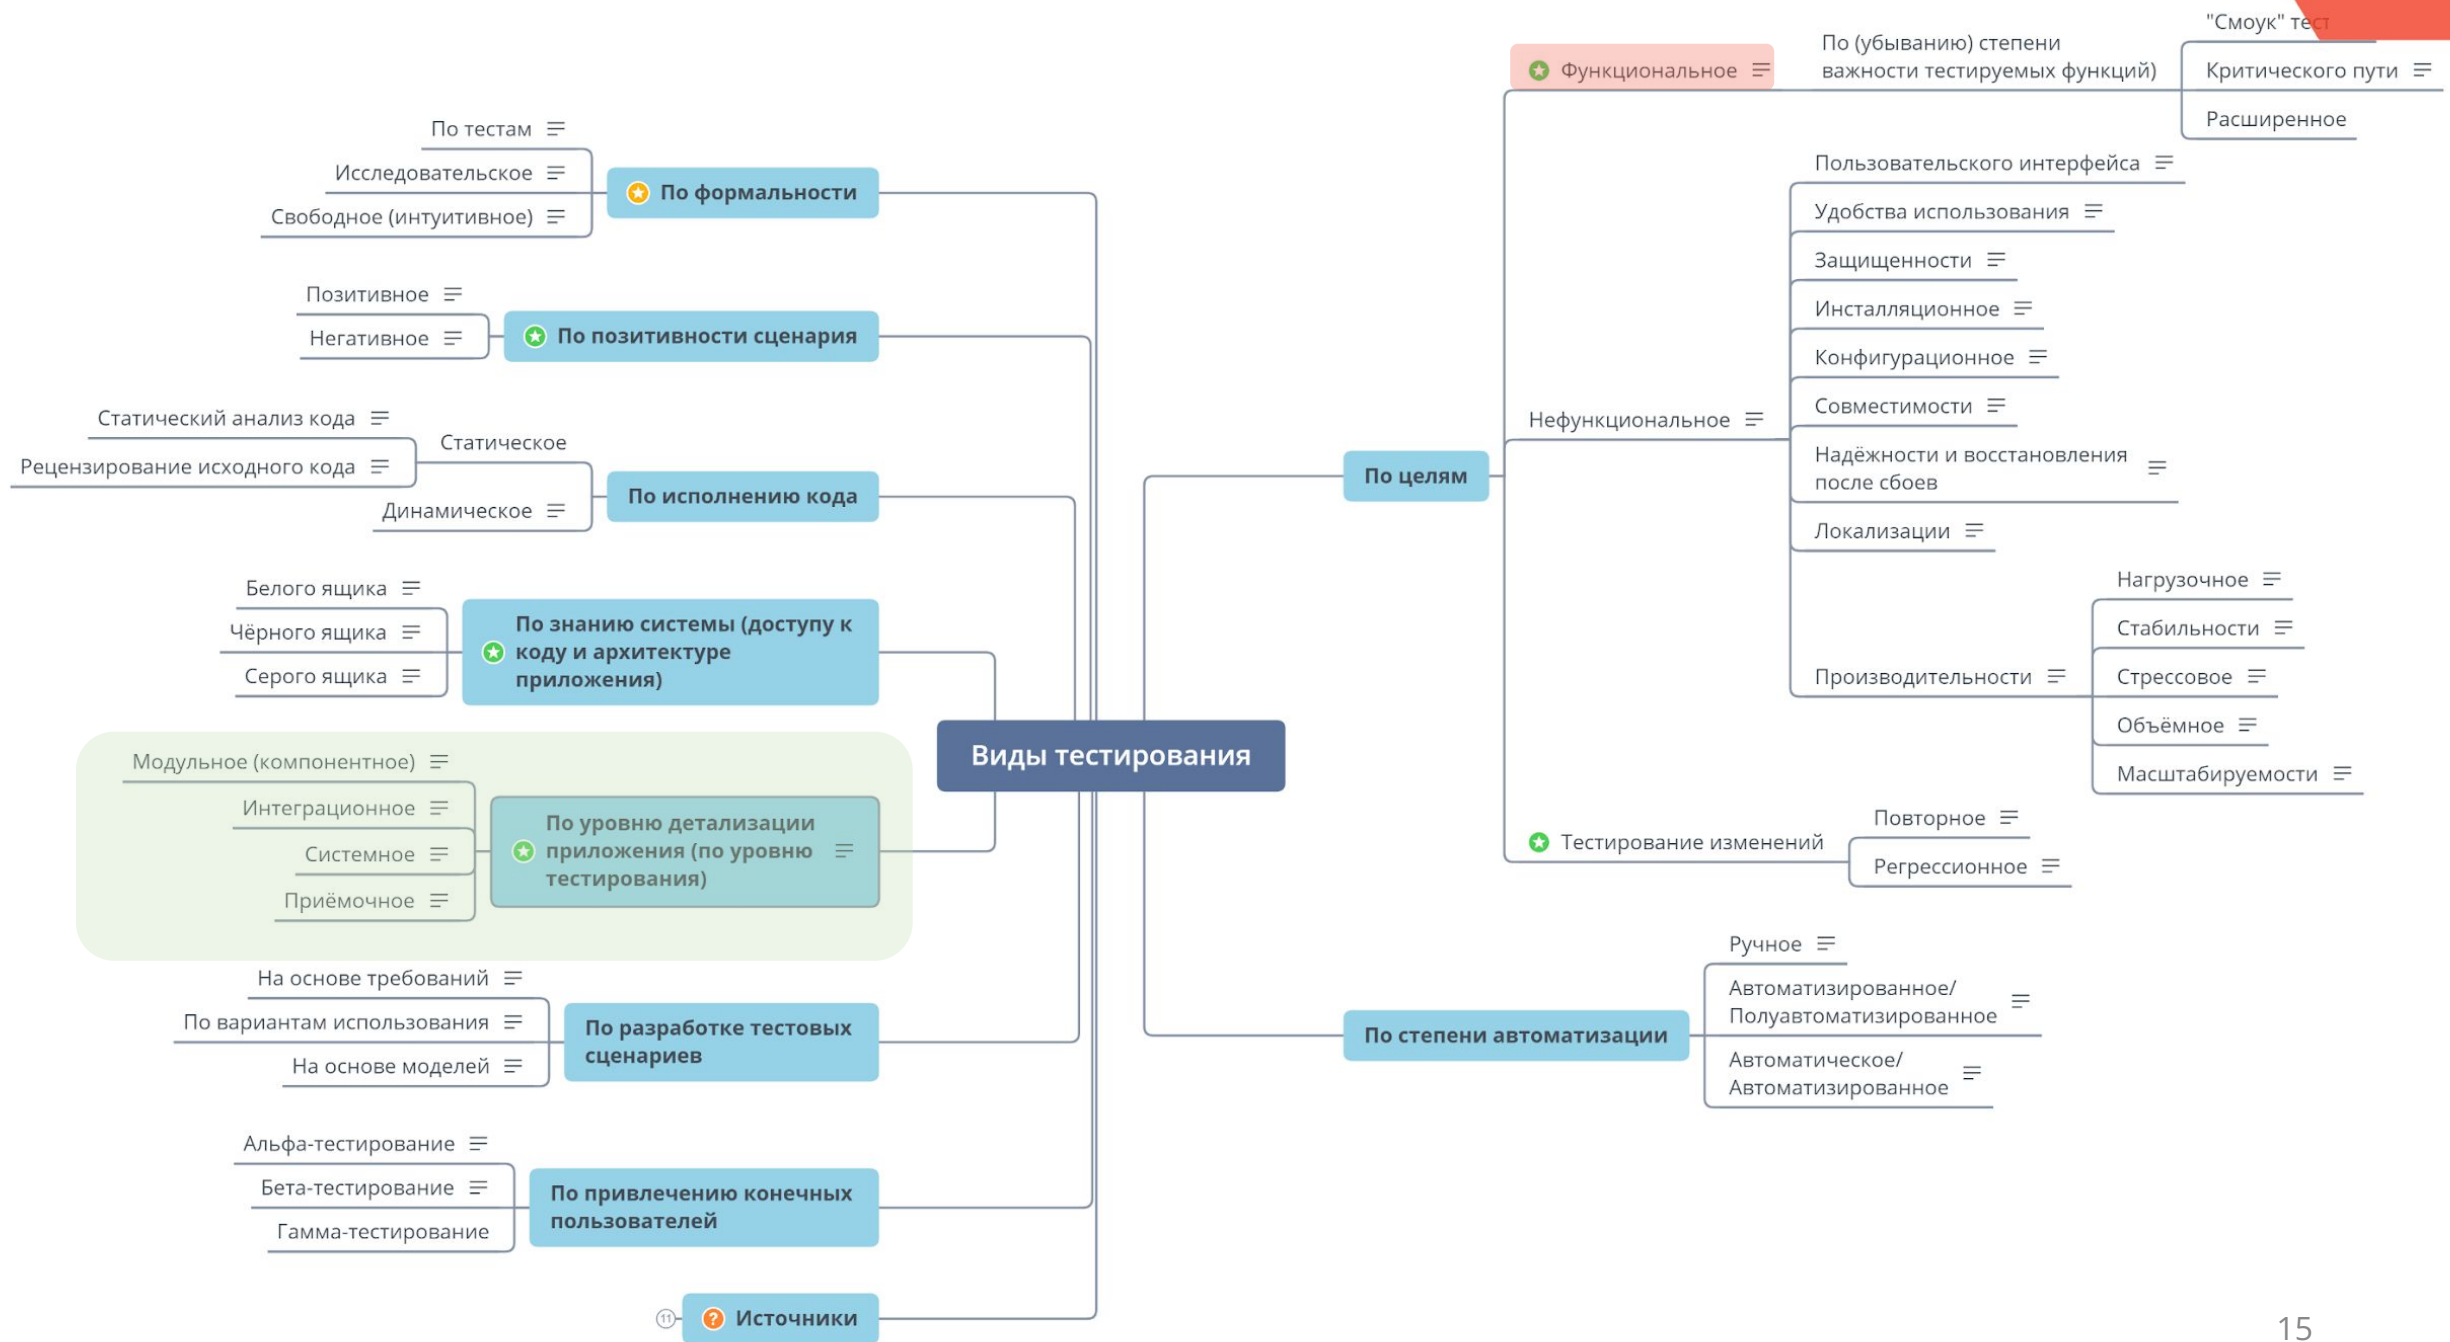 Виды тестирования
По формальности
По тестам
Исследовательское
Свободное (интуитивное)
По позитивности сценария
Позитивное
Негативное
По исполнению кода
Статическое
Статический анализ кода
Рецензирование исходного кода
Динамическое
По знанию системы (доступу к
коду и архитектуре
приложения)
Белого ящика
Чёрного ящика
Серого ящика
По уровню детализации
приложения (по уровню
тестирования)
Модульное (компонентное)
Интеграционное
Системное
Приёмочное
По разработке тестовых
сценариев
На основе требований
По вариантам использования
На основе моделей
По привлечению конечных
пользователей
Альфа-тестирование
Бета-тестирование
Гамма-тестирование
Источники
11
?
По целям
Функциональное
По (убыванию) степени
важности тестируемых функций)
"Смоук" тест
Критического пути
Расширенное
Нефункциональное
Пользовательского интерфейса
Удобства использования
Защищенности
Инсталляционное
Конфигурационное
Совместимости
Надёжности и восстановления
после сбоев
Локализации
Производительности
Нагрузочное
Стабильности
Стрессовое
Объёмное
Масштабируемости
Тестирование изменений
Повторное
Регрессионное
По степени автоматизации
Ручное
Автоматизированное/
Полуавтоматизированное
Автоматическое/
Автоматизированное
15